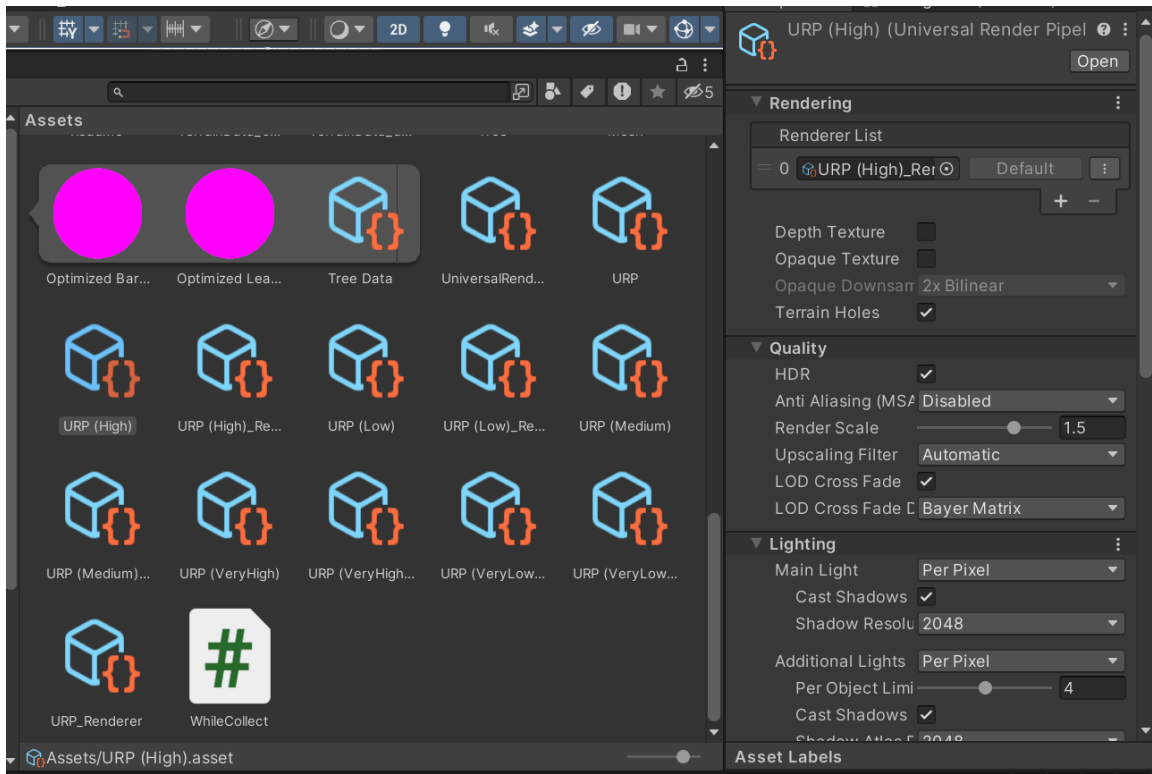 2D
URP (High) (Universal Render Pipel
Open
5
Assets
Rendering
Renderer List
0 URP (High)_Rer Default
Depth Texture
Opaque Texture
Opaque Downsam 2x Bilinear
Terrain Holes
Optimized Bar... Optimized Lea... Tree Data UniversalRend... URP
Quality
HDR
Anti Aliasing (MSA Disabled
Render Scale 1.5
Upscaling Filter Automatic
LOD Cross Fade
LOD Cross Fade D Bayer Matrix
URP (High) URP (High)_Re... URP (Low) URP (Low)_Re... URP (Medium)
Lighting
Main Light Per Pixel
Cast Shadows
Shadow Resolu 2048
Additional Lights Per Pixel
Per Object Limi 4
Cast Shadows
2048
URP (Medium)... URP (VeryHigh) URP (VeryHigh... URP (VeryLow... URP (VeryLow...
URP_Renderer WhileCollect
Assets/URP (High).asset
Asset Labels